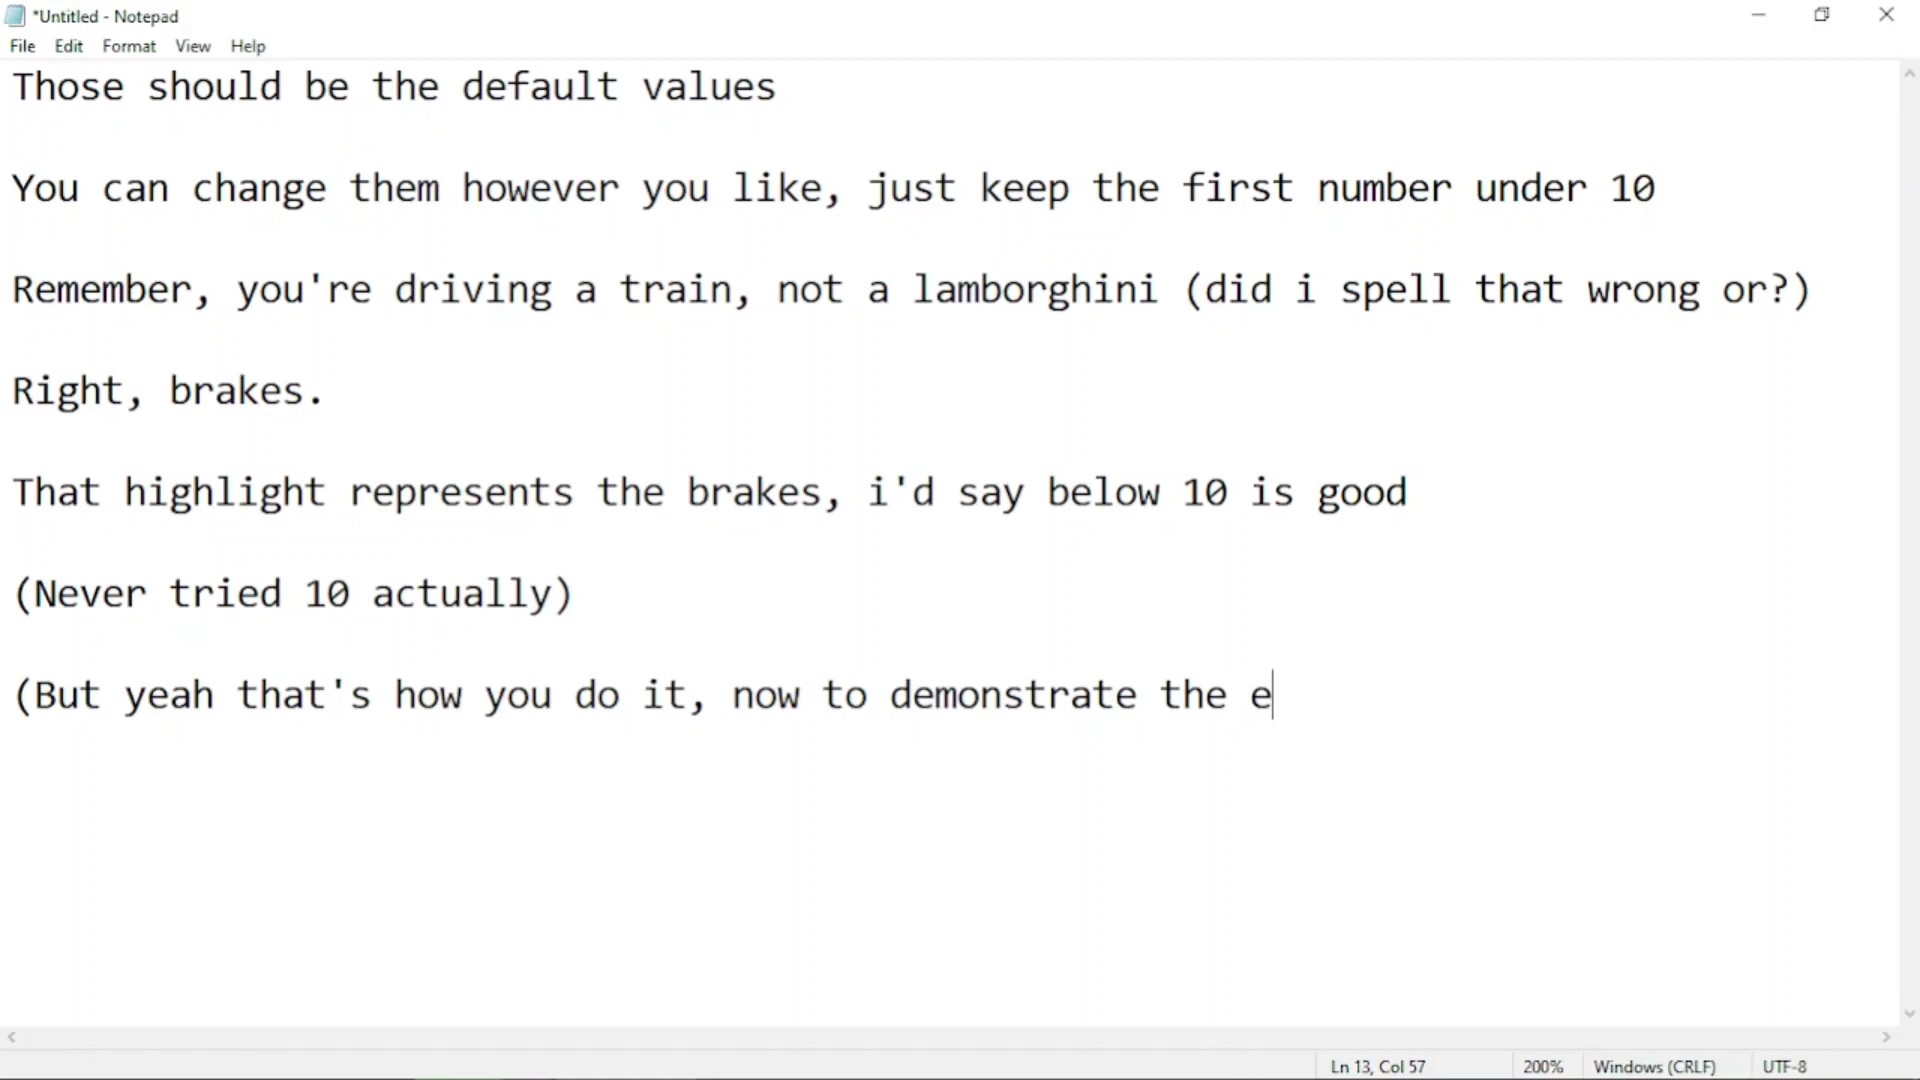 *Untitled - Notepad
File Edit Format View Help
Those should be the default values
You can change them however you like, just keep the first number under 10
Remember, you're driving a train, not a lamborghini (did i spell that wrong or?)
Right, brakes.
That highlight represents the brakes, i'd say below 10 is good
(Never tried 10 actually)
(But yeah that's how you do it, now to demonstrate the e
Ln 13, Col 57 200% Windows (CRLF) UTF-8